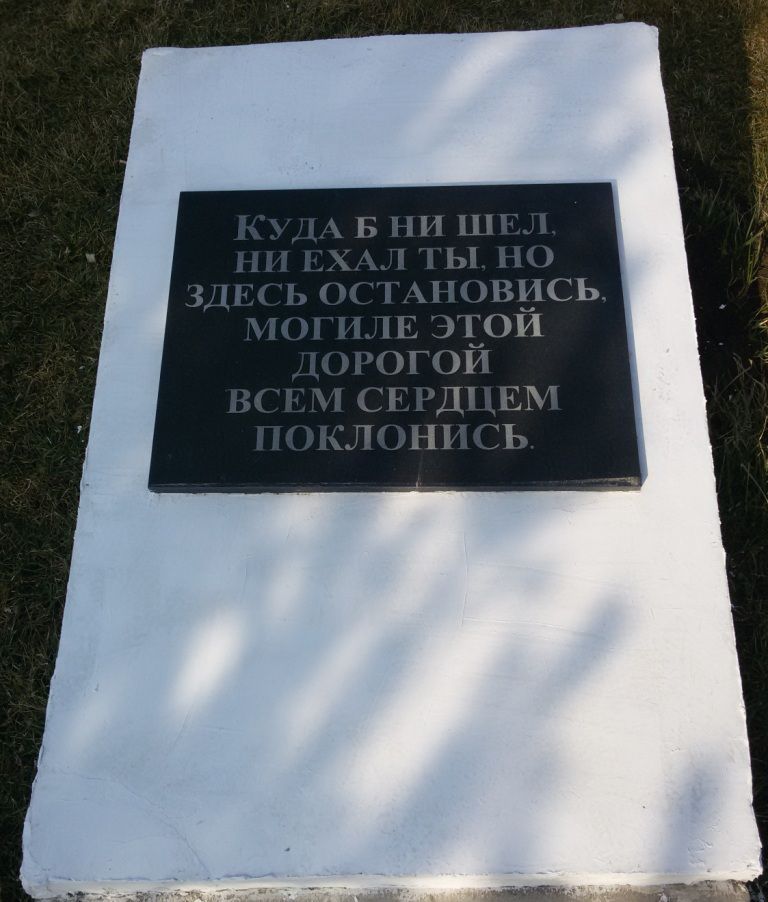 КУДА Б НИ ШЕЛ,
НИ ЕХАЛ ТЫ, НО
ЗДЕСЬ ОСТАНОВИСЬ,
МОГИЛЕ ЭТОЙ
ДОРОГОЙ
ВСЕМ СЕРДЦЕМ
ПОКЛОНИСЬ.